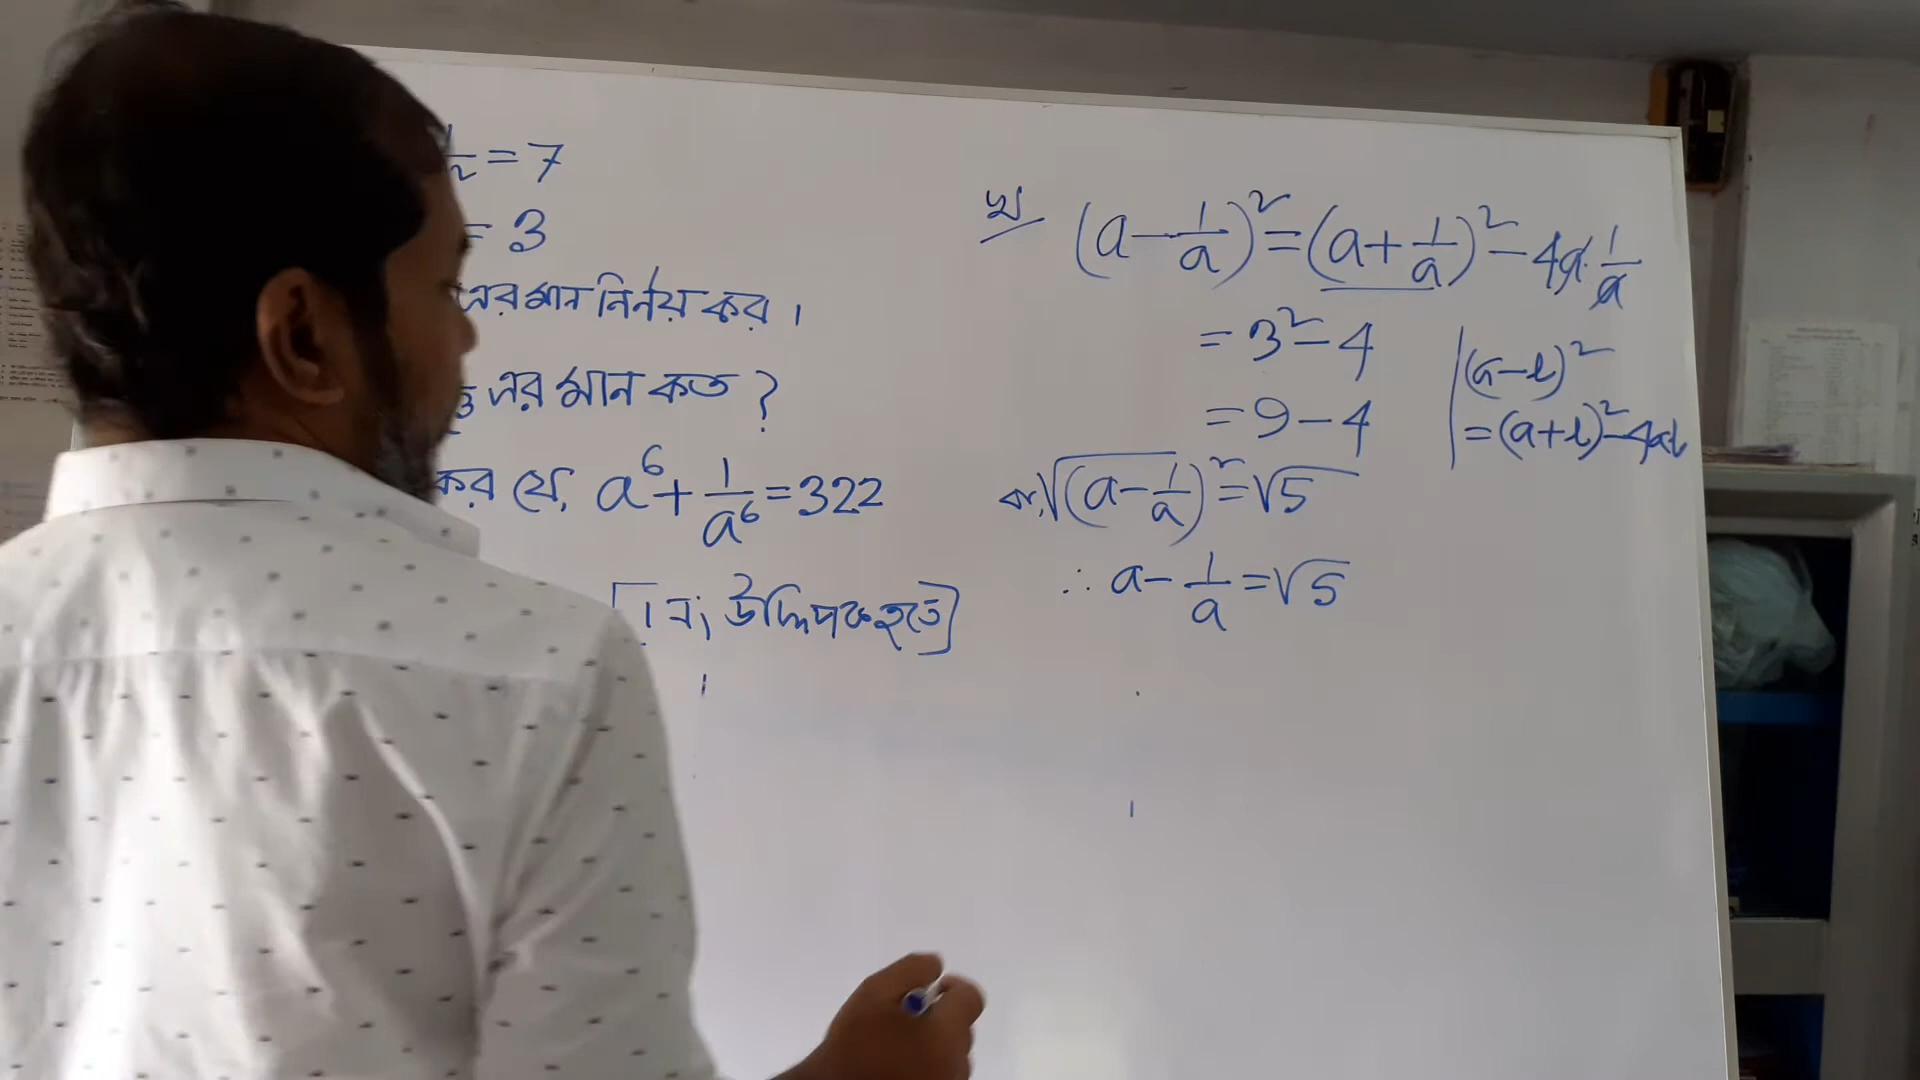 = 7
= 3
এর মান নির্নয় কর ।
এর মান কত ?
কর যে, a⁶ + 1/a⁶ = 322
উদ্দিপক হতে]
খ (a - 1/a)² = (a + 1/a)² - 4a.1/a
= 3² - 4
= 9 - 4
বা, √(a - 1/a)² = √5
∴ a - 1/a = √5
(a-b)²
= (a+b)² - 4ab